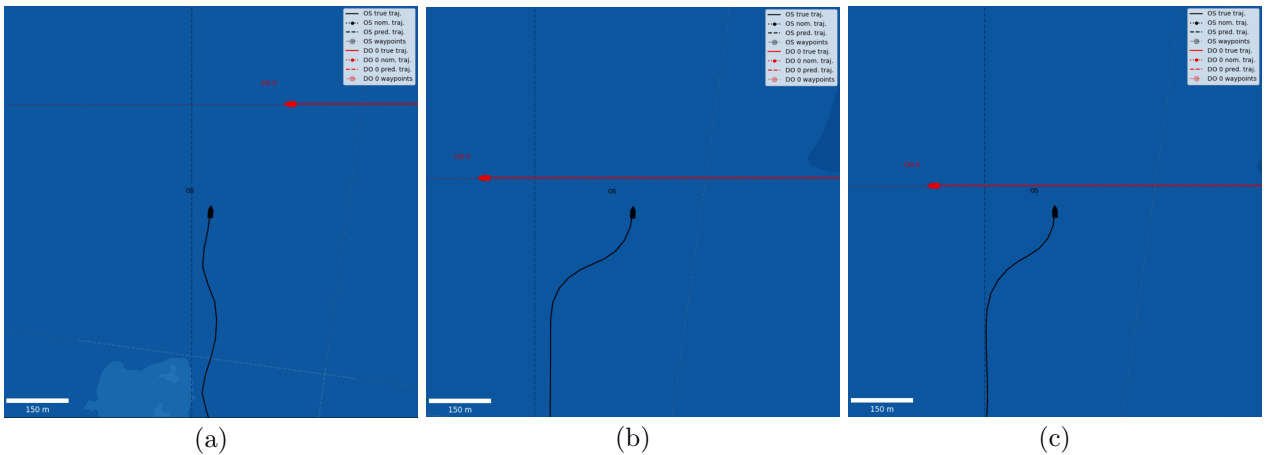 OS true traj.
OS nom. traj.
OS pred. traj.
OS waypoints
DO 0 true traj.
DO 0 nom. traj.
DO 0 pred. traj.
DO 0 waypoints
OS
150 m
(a)
OS true traj.
OS nom. traj.
OS pred. traj.
OS waypoints
DO 0 true traj.
DO 0 nom. traj.
DO 0 pred. traj.
DO 0 waypoints
OS
150 m
(b)
OS true traj.
OS nom. traj.
OS pred. traj.
OS waypoints
DO 0 true traj.
DO 0 nom. traj.
DO 0 pred. traj.
DO 0 waypoints
OS
150 m
(c)